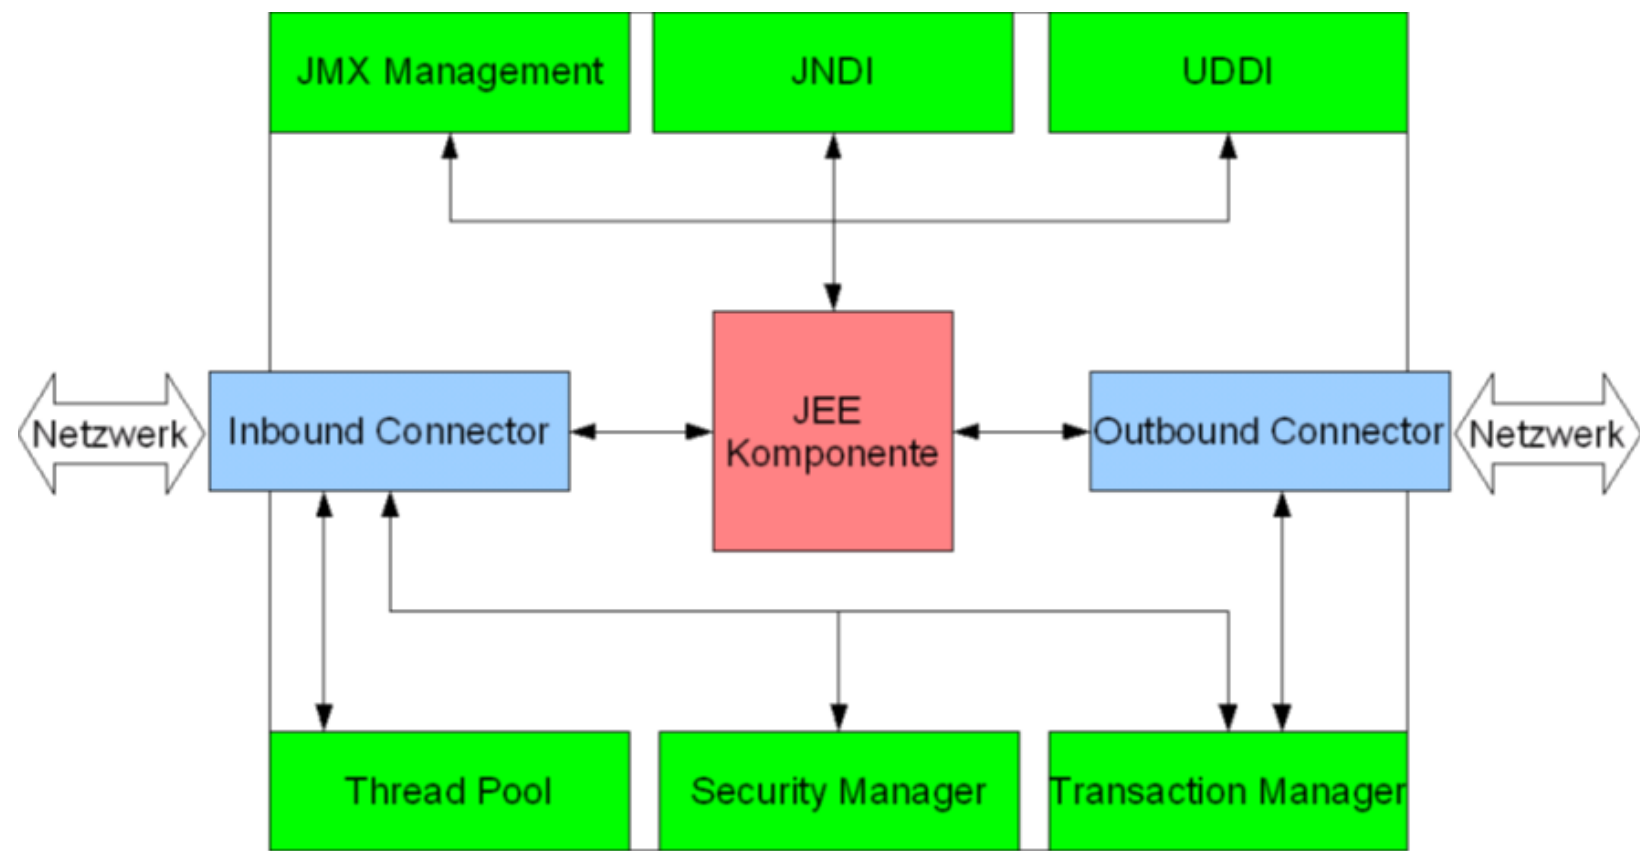 JMX Management
JNDI
UDDI
Netzwerk
Inbound Connector
JEE
Komponente
Outbound Connector
Netzwerk
Thread Pool
Security Manager
Transaction Manager